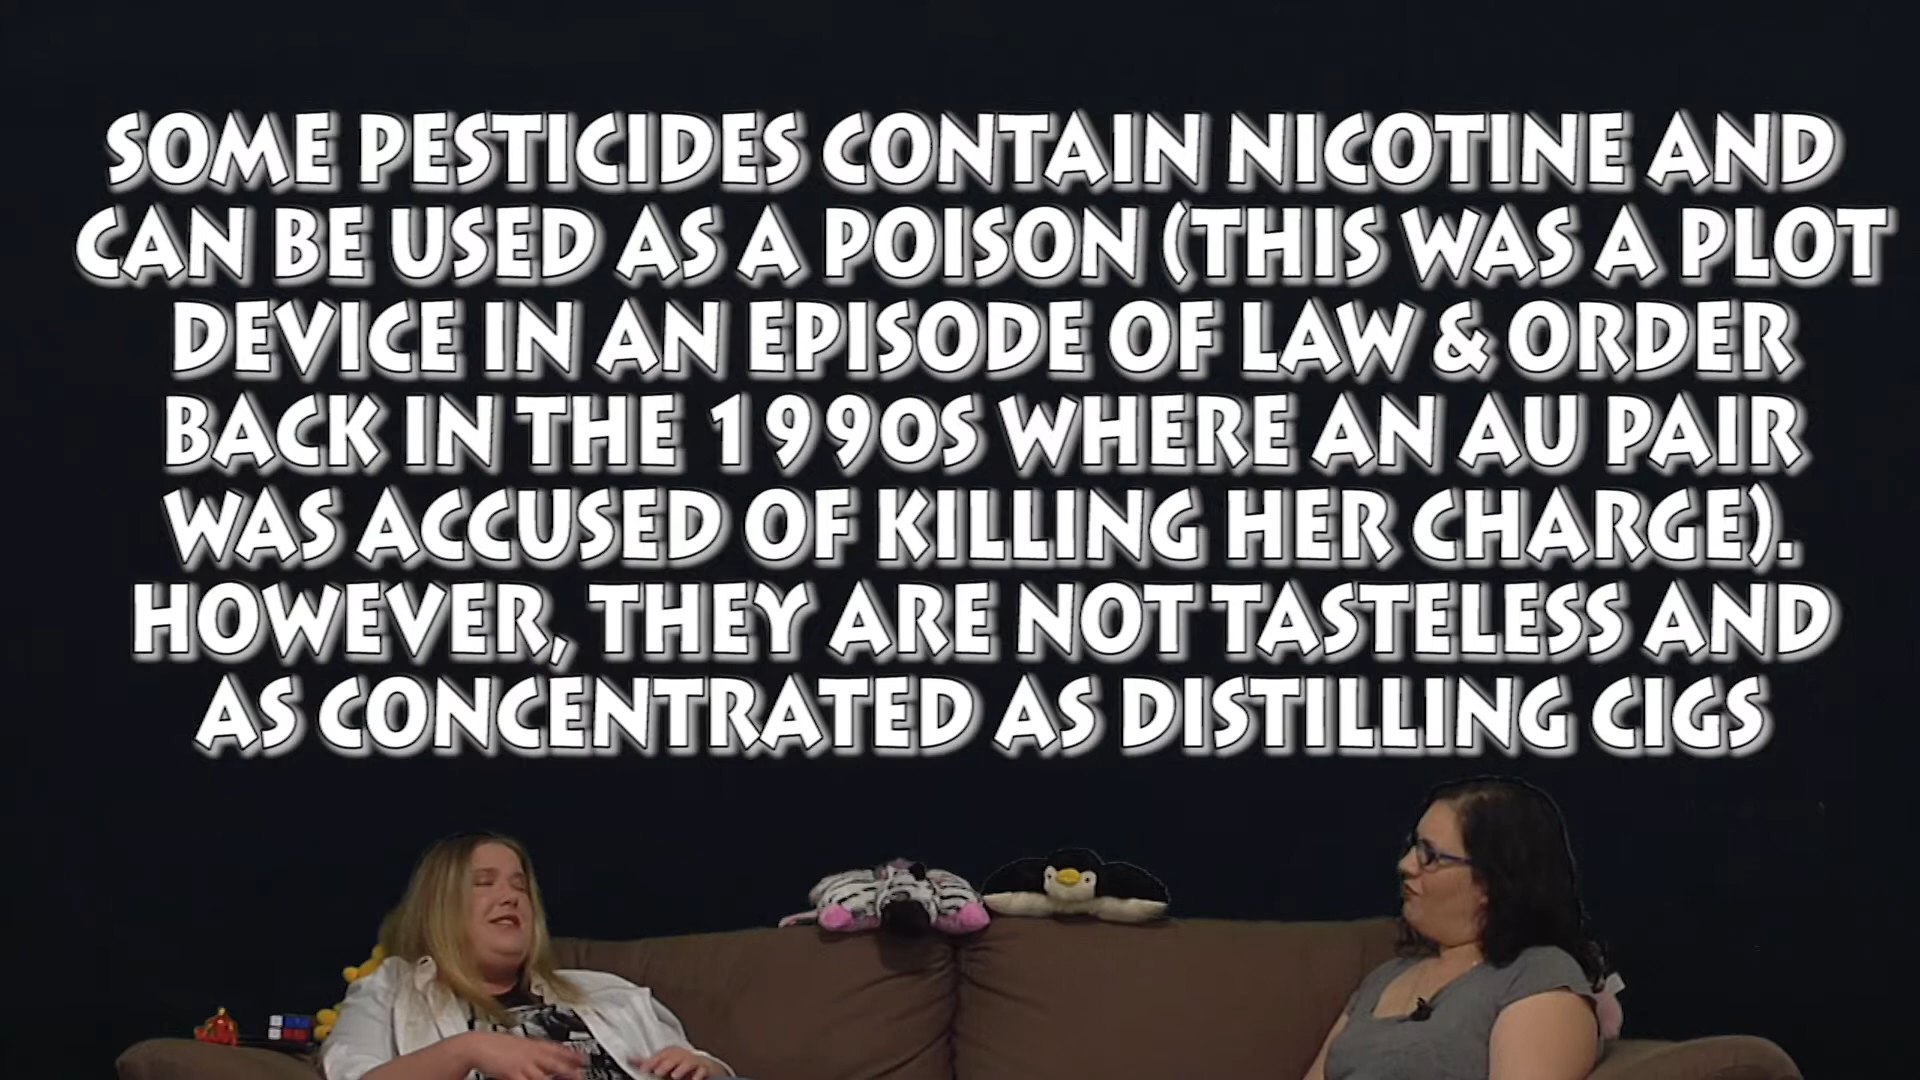 SOME PESTICIDES CONTAIN NICOTINE AND
CAN BE USED AS A POISON (THIS WAS A PLOT
DEVICE IN AN EPISODE OF LAW & ORDER
BACK IN THE 1990S WHERE AN AU PAIR
WAS ACCUSED OF KILLING HER CHARGE).
HOWEVER, THEY ARE NOT TASTELESS AND
AS CONCENTRATED AS DISTILLING CIGS